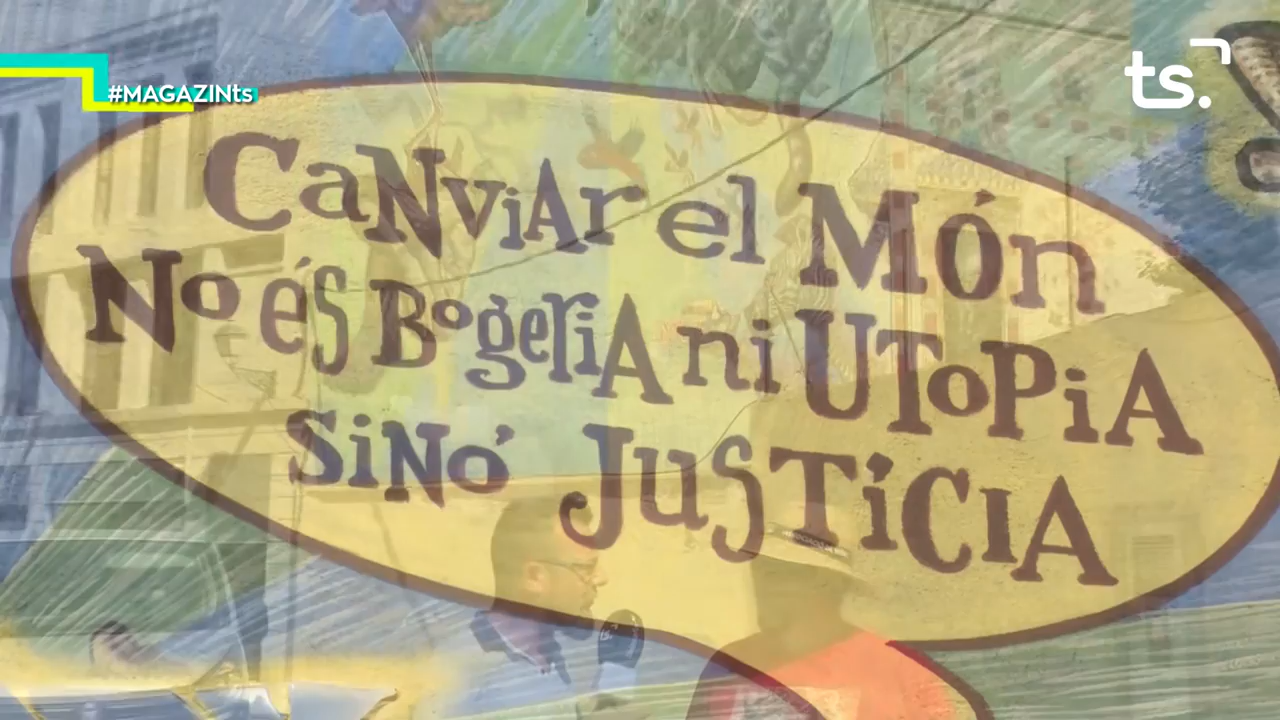 #MAGAZINts
ts.
CaNviAr el Món
No és BogeriA ni UToPiA
SiNó JuSTíCIA